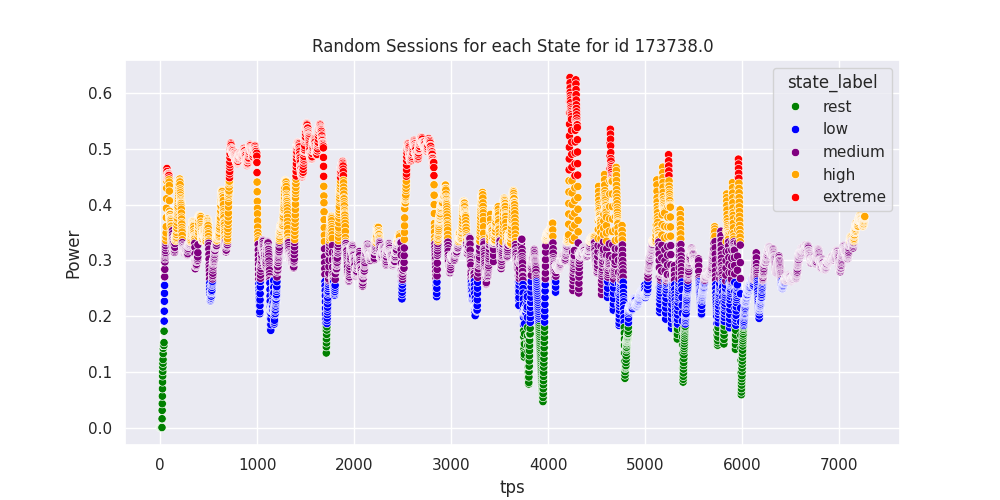 Random Sessions for each State for id 173738.0
Power
0.6
0.5
0.4
0.3
0.2
0.1
0.0
state_label
rest
low
medium
high
extreme
0 1000 2000 3000 4000 5000 6000 7000
tps